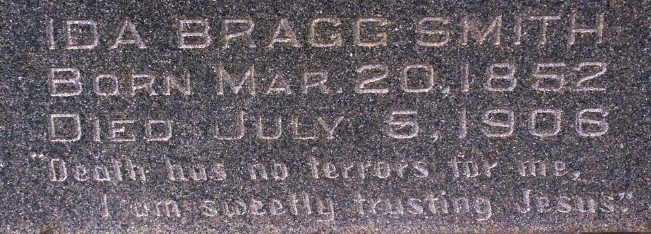 IDA BRAGG SMITH
BORN MAR. 20, 1852
DIED JULY 5, 1906
"Death has no terrors for me,
I am sweetly trusting Jesus."